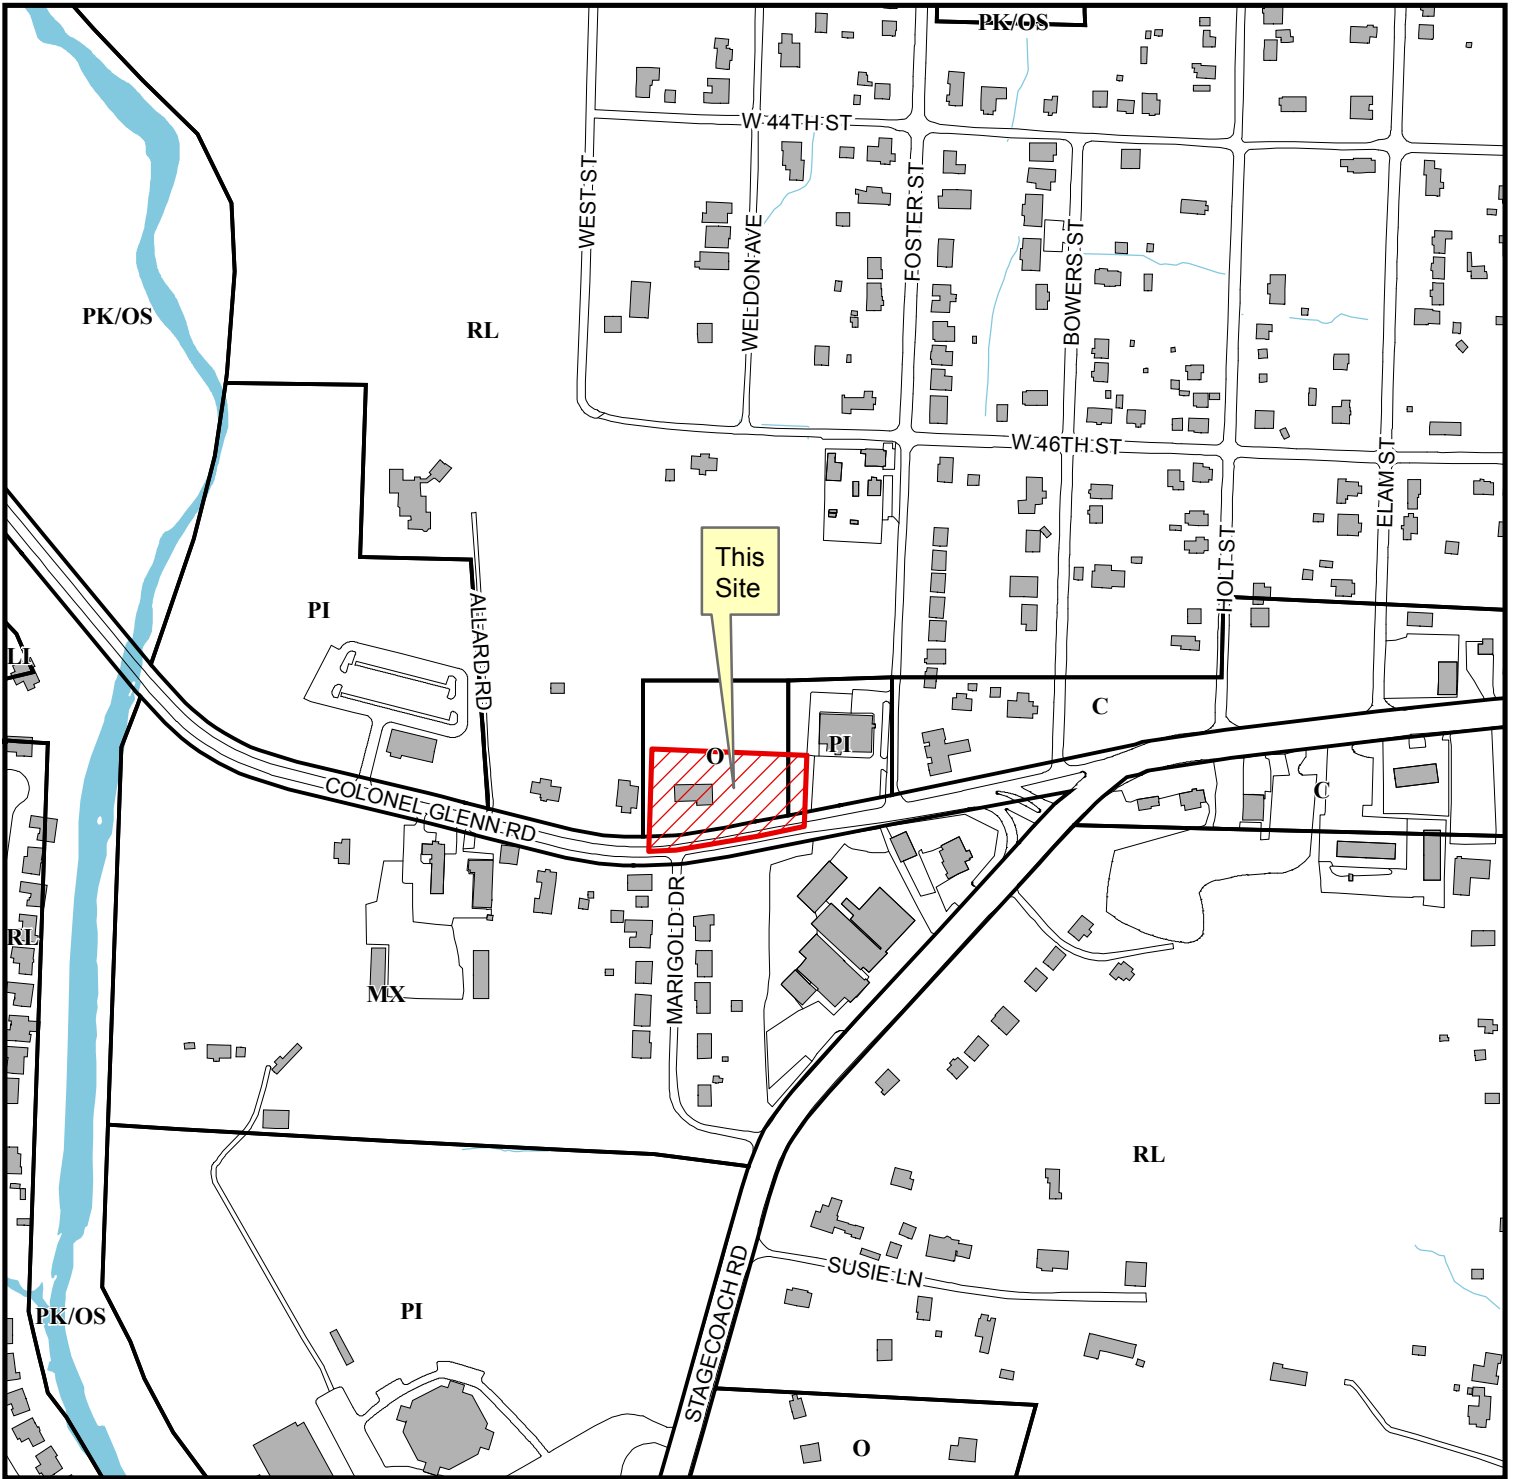 PK/OS
W 44TH ST
WEST ST
FOSTER ST
WELDON AVE
BOWERS ST
PK/OS
RL
W 46TH ST
ELAM ST
This
Site
HOLT ST
ALLARD RD
PI
LI
C
O
PI
C
COLONEL GLENN RD
MARIGOLD DR
RL
MX
RL
SUSIE LN
STAGECOACH RD
PK/OS
PI
O